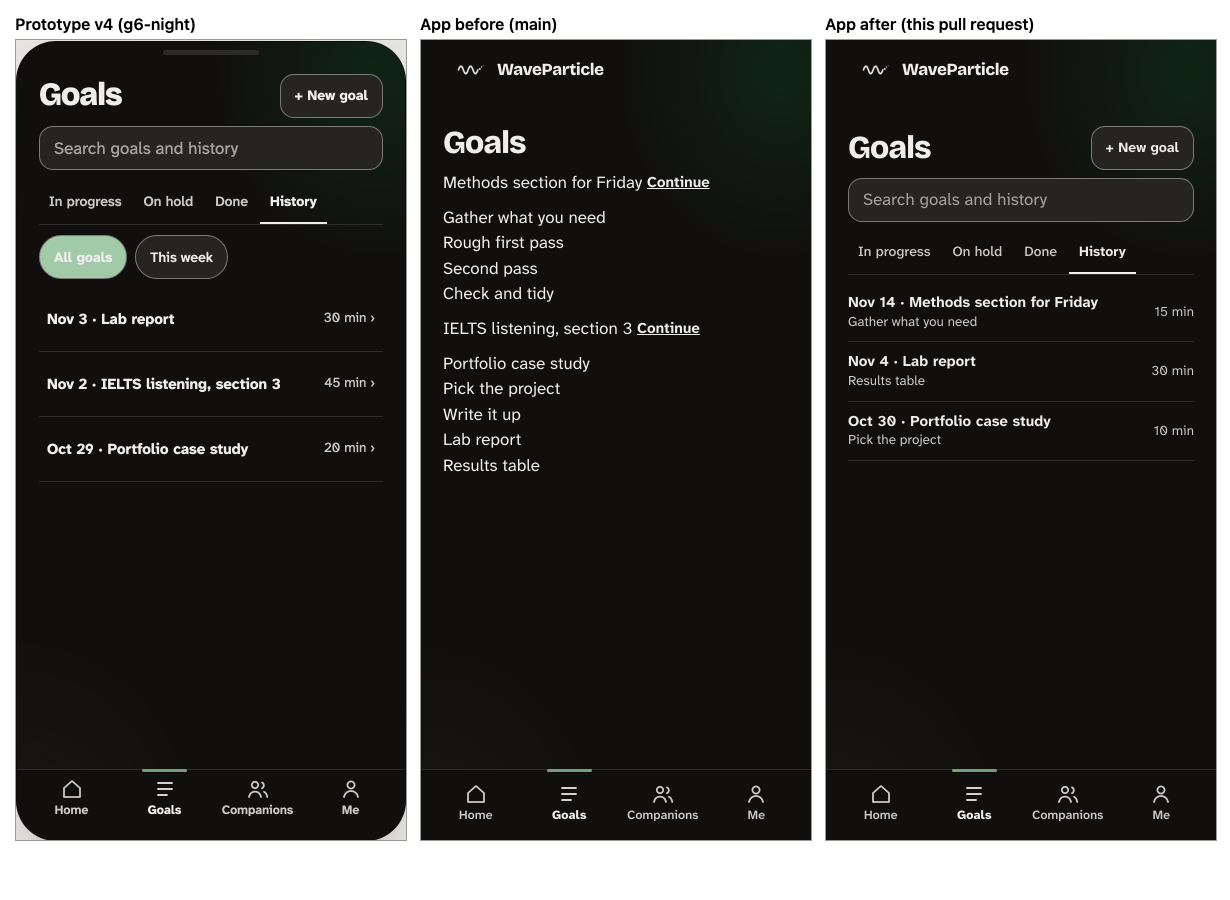 Prototype v4 (g6-night)
Goals
+ New goal
Search goals and history
In progress On hold Done History
All goals This week
Nov 3 · Lab report 30 min ›
Nov 2 · IELTS listening, section 3 45 min ›
Oct 29 · Portfolio case study 20 min ›
Home Goals Companions Me
App before (main)
WaveParticle
Goals
Methods section for Friday Continue
Gather what you need
Rough first pass
Second pass
Check and tidy
IELTS listening, section 3 Continue
Portfolio case study
Pick the project
Write it up
Lab report
Results table
Home Goals Companions Me
App after (this pull request)
WaveParticle
Goals
+ New goal
Search goals and history
In progress On hold Done History
Nov 14 · Methods section for Friday 15 min
Gather what you need
Nov 4 · Lab report 30 min
Results table
Oct 30 · Portfolio case study 10 min
Pick the project
Home Goals Companions Me